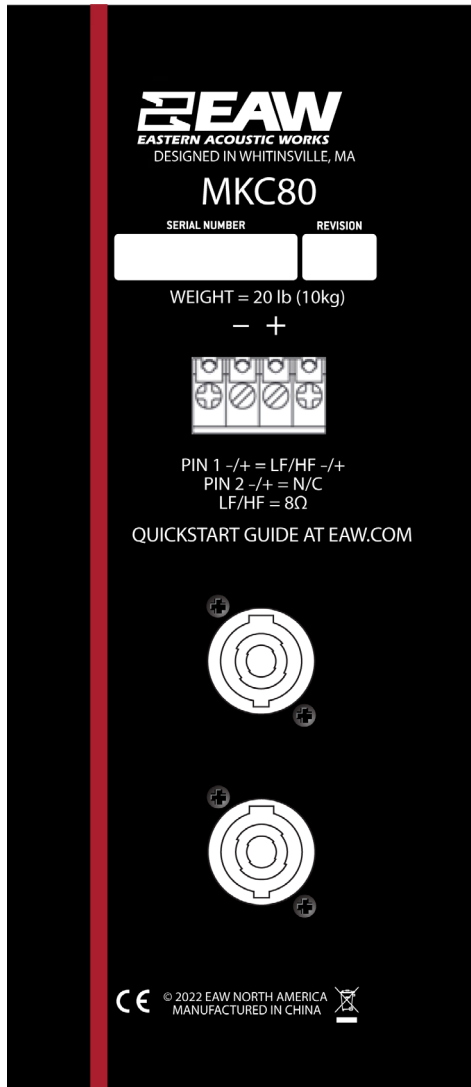 EAW
EASTERN ACOUSTIC WORKS
DESIGNED IN WHITINSVILLE, MA
MKC80
SERIAL NUMBER REVISION
WEIGHT = 20 lb (10kg)
− +
PIN 1 -/+ = LF/HF -/+
PIN 2 -/+ = N/C
LF/HF = 8Ω
QUICKSTART GUIDE AT EAW.COM
CE © 2022 EAW NORTH AMERICA
MANUFACTURED IN CHINA